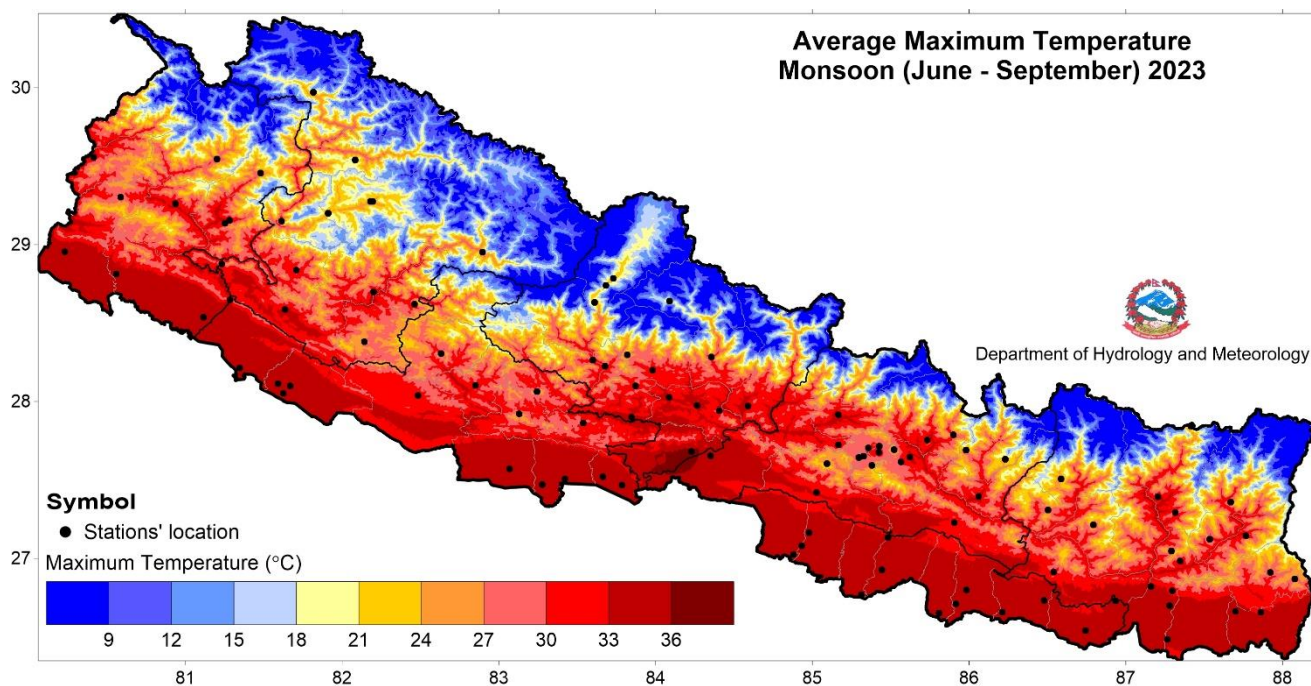 Average Maximum Temperature
Monsoon (June - September) 2023
30
29
28
27
Department of Hydrology and Meteorology
Symbol
Stations' location
Maximum Temperature (°C)
9 12 15 18 21 24 27 30 33 36
81 82 83 84 85 86 87 88